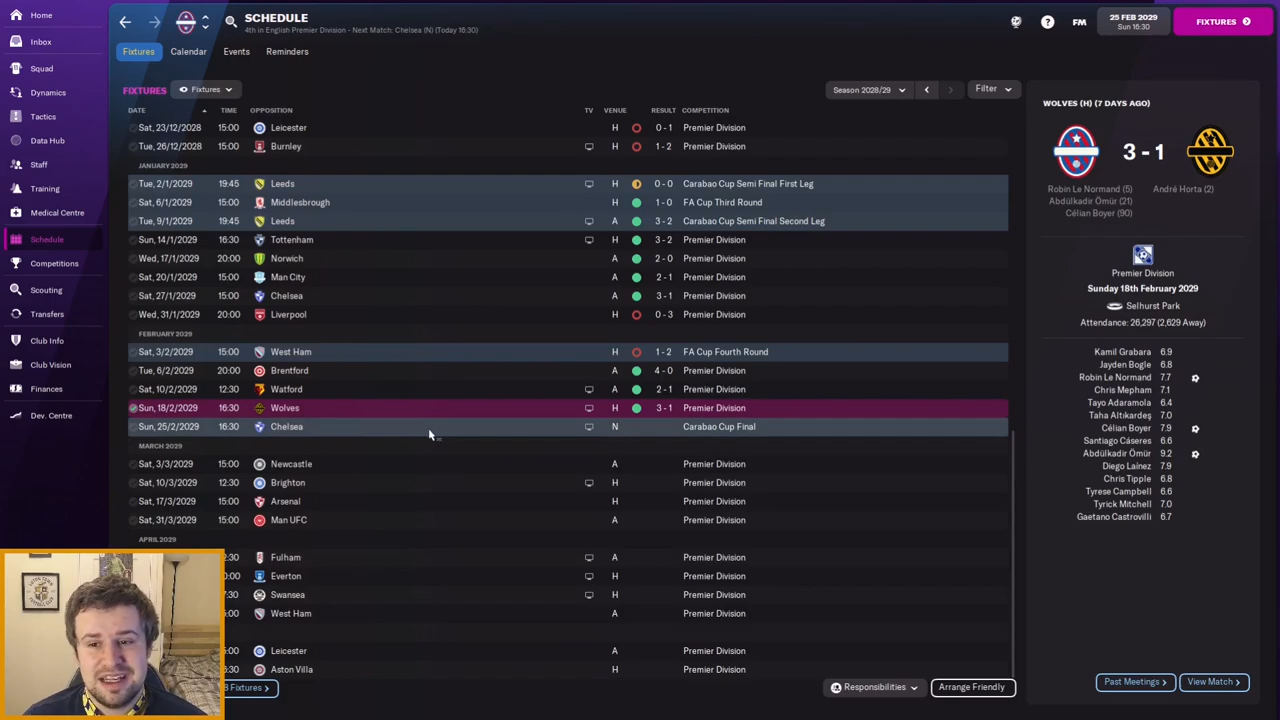 Home
Inbox
Squad
Dynamics
Tactics
Data Hub
Staff
Training
Medical Centre
Schedule
Competitions
Scouting
Transfers
Club Info
Club Vision
Finances
Dev. Centre
SCHEDULE
4th in English Premier Division - Next Match: Chelsea (N) (Today 16:30)
?
FM
25 FEB 2029
Sun 16:30
FIXTURES
Fixtures
Calendar
Events
Reminders
FIXTURES
Fixtures
Season 2028/29
Filter
DATE TIME OPPOSITION TV VENUE RESULT COMPETITION
Sat, 23/12/2028 15:00 Leicester H 0 - 1 Premier Division
Tue, 26/12/2028 15:00 Burnley H 1 - 2 Premier Division
JANUARY 2029
Tue, 2/1/2029 19:45 Leeds H 0 - 0 Carabao Cup Semi Final First Leg
Sat, 6/1/2029 15:00 Middlesbrough H 1 - 0 FA Cup Third Round
Tue, 9/1/2029 19:45 Leeds A 3 - 2 Carabao Cup Semi Final Second Leg
Sun, 14/1/2029 16:30 Tottenham H 3 - 2 Premier Division
Wed, 17/1/2029 20:00 Norwich A 2 - 0 Premier Division
Sat, 20/1/2029 15:00 Man City A 2 - 1 Premier Division
Sat, 27/1/2029 15:00 Chelsea A 3 - 1 Premier Division
Wed, 31/1/2029 20:00 Liverpool H 0 - 3 Premier Division
FEBRUARY 2029
Sat, 3/2/2029 15:00 West Ham H 1 - 2 FA Cup Fourth Round
Tue, 6/2/2029 20:00 Brentford A 4 - 0 Premier Division
Sat, 10/2/2029 12:30 Watford A 2 - 1 Premier Division
Sun, 18/2/2029 16:30 Wolves H 3 - 1 Premier Division
Sun, 25/2/2029 16:30 Chelsea N Carabao Cup Final
MARCH 2029
Sat, 3/3/2029 15:00 Newcastle A Premier Division
Sat, 10/3/2029 12:30 Brighton H Premier Division
Sat, 17/3/2029 15:00 Arsenal H Premier Division
Sat, 31/3/2029 15:00 Man UFC A Premier Division
APRIL 2029
Fulham A Premier Division
Everton H Premier Division
Swansea H Premier Division
West Ham A Premier Division
Leicester A Premier Division
Aston Villa H Premier Division
Fixtures
Responsibilities
Arrange Friendly
WOLVES (H) (7 DAYS AGO)
3 - 1
Robin Le Normand (5)
Abdülkadir Ömür (21)
Célian Boyer (90)
André Horta (2)
Premier Division
Sunday 18th February 2029
Selhurst Park
Attendance: 26,297 (2,629 Away)
Kamil Grabara 6.9
Jayden Bogle 6.8
Robin Le Normand 7.7
Chris Mepham 7.1
Tayo Adaramola 6.4
Taha Altıkardeş 7.0
Célian Boyer 7.9
Santiago Cáseres 6.6
Abdülkadir Ömür 9.2
Diego Laínez 7.9
Chris Tipple 6.8
Tyrese Campbell 6.6
Tyrick Mitchell 7.0
Gaetano Castrovilli 6.7
Past Meetings
View Match